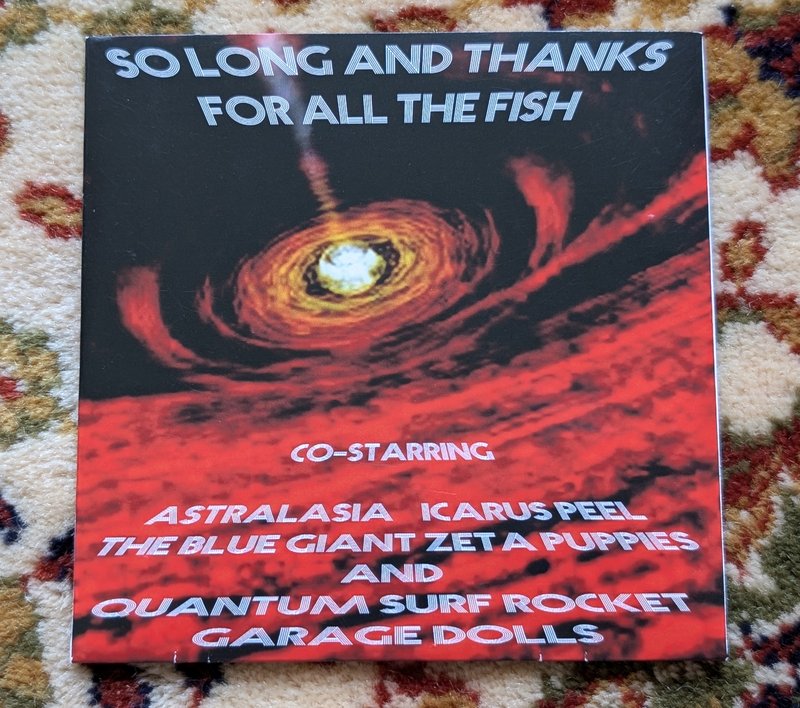 SO LONG AND THANKS
FOR ALL THE FISH
CO-STARRING
ASTRALASIA ICARUS PEEL
THE BLUE GIANT ZETA PUPPIES
AND
QUANTUM SURF ROCKET
GARAGE DOLLS